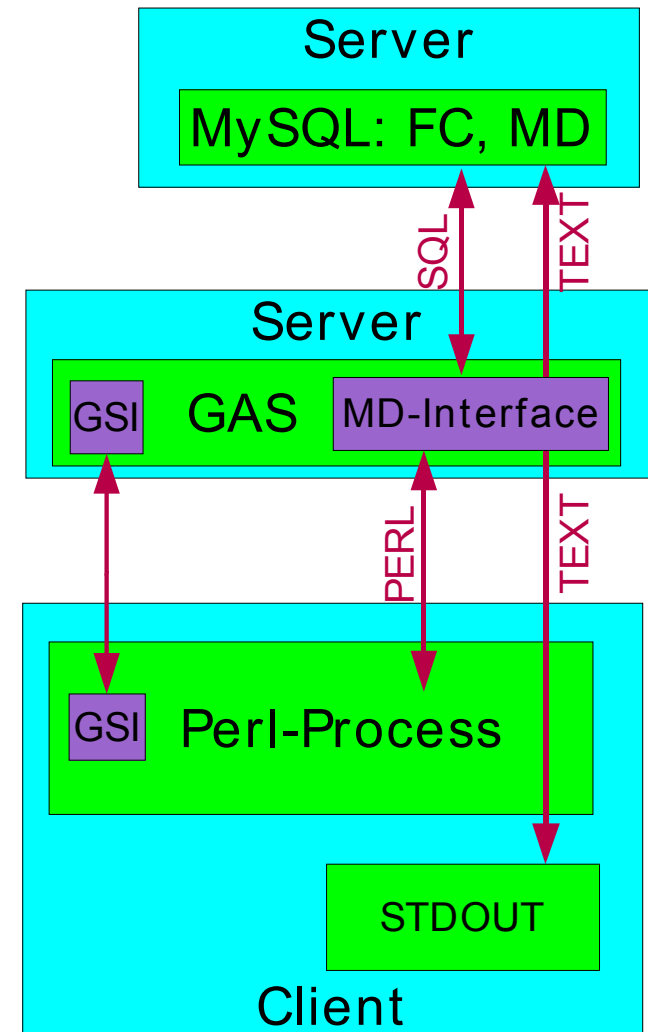 Server
MySQL: FC, MD
SQL
TEXT
Server
GSI
GAS
MD-Interface
PERL
TEXT
GSI
Perl-Process
STDOUT
Client